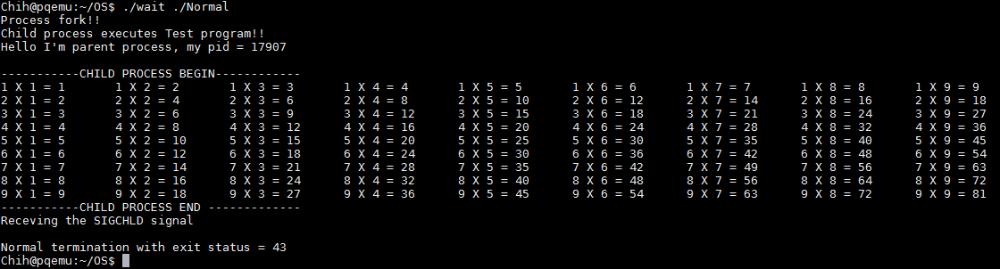 Chih@pqemu:~/OS$ ./wait ./Normal
Process fork!!
Child process executes Test program!!
Hello I'm parent process, my pid = 17907
-----------CHILD PROCESS BEGIN------------
1 X 1 = 1 1 X 2 = 2 1 X 3 = 3 1 X 4 = 4 1 X 5 = 5 1 X 6 = 6 1 X 7 = 7 1 X 8 = 8 1 X 9 = 9
2 X 1 = 2 2 X 2 = 4 2 X 3 = 6 2 X 4 = 8 2 X 5 = 10 2 X 6 = 12 2 X 7 = 14 2 X 8 = 16 2 X 9 = 18
3 X 1 = 3 3 X 2 = 6 3 X 3 = 9 3 X 4 = 12 3 X 5 = 15 3 X 6 = 18 3 X 7 = 21 3 X 8 = 24 3 X 9 = 27
4 X 1 = 4 4 X 2 = 8 4 X 3 = 12 4 X 4 = 16 4 X 5 = 20 4 X 6 = 24 4 X 7 = 28 4 X 8 = 32 4 X 9 = 36
5 X 1 = 5 5 X 2 = 10 5 X 3 = 15 5 X 4 = 20 5 X 5 = 25 5 X 6 = 30 5 X 7 = 35 5 X 8 = 40 5 X 9 = 45
6 X 1 = 6 6 X 2 = 12 6 X 3 = 18 6 X 4 = 24 6 X 5 = 30 6 X 6 = 36 6 X 7 = 42 6 X 8 = 48 6 X 9 = 54
7 X 1 = 7 7 X 2 = 14 7 X 3 = 21 7 X 4 = 28 7 X 5 = 35 7 X 6 = 42 7 X 7 = 49 7 X 8 = 56 7 X 9 = 63
8 X 1 = 8 8 X 2 = 16 8 X 3 = 24 8 X 4 = 32 8 X 5 = 40 8 X 6 = 48 8 X 7 = 56 8 X 8 = 64 8 X 9 = 72
9 X 1 = 9 9 X 2 = 18 9 X 3 = 27 9 X 4 = 36 9 X 5 = 45 9 X 6 = 54 9 X 7 = 63 9 X 8 = 72 9 X 9 = 81
-----------CHILD PROCESS END -------------
Receving the SIGCHLD signal
Normal termination with exit status = 43
Chih@pqemu:~/OS$